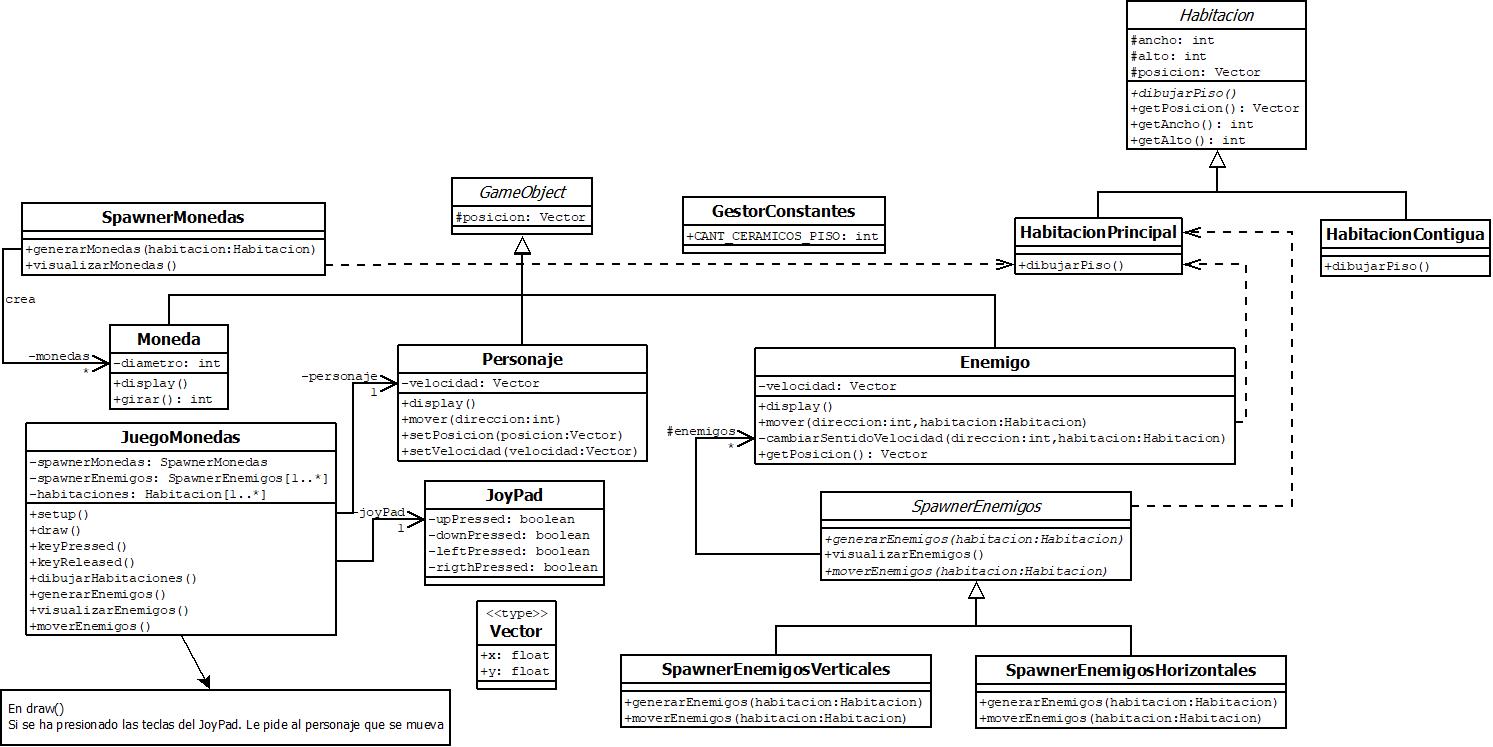 Habitacion
#ancho: int
#alto: int
#posicion: Vector
+dibujarPiso()
+getPosicion(): Vector
+getAncho(): int
+getAlto(): int
GameObject
#posicion: Vector
GestorConstantes
+CANT_CERAMICOS_PISO: int
SpawnerMonedas
+generarMonedas(habitacion:Habitacion)
+visualizarMonedas()
HabitacionPrincipal
+dibujarPiso()
HabitacionContigua
+dibujarPiso()
crea
-monedas
*
Moneda
-diametro: int
+display()
+girar(): int
-personaje
1
Personaje
-velocidad: Vector
+display()
+mover(direccion:int)
+setPosicion(posicion:Vector)
+setVelocidad(velocidad:Vector)
Enemigo
-velocidad: Vector
+display()
+mover(direccion:int,habitacion:Habitacion)
-cambiarSentidoVelocidad(direccion:int,habitacion:Habitacion)
+getPosicion(): Vector
#enemigos
*
JuegoMonedas
-spawnerMonedas: SpawnerMonedas
-spawnerEnemigos: SpawnerEnemigos[1..*]
-habitaciones: Habitacion[1..*]
+setup()
+draw()
+keyPressed()
+keyReleased()
+dibujarHabitaciones()
+generarEnemigos()
+visualizarEnemigos()
+moverEnemigos()
-joyPad
1
JoyPad
-upPressed: boolean
-downPressed: boolean
-leftPressed: boolean
-rigthPressed: boolean
SpawnerEnemigos
+generarEnemigos(habitacion:Habitacion)
+visualizarEnemigos()
+moverEnemigos(habitacion:Habitacion)
<<type>>
Vector
+x: float
+y: float
SpawnerEnemigosVerticales
+generarEnemigos(habitacion:Habitacion)
+moverEnemigos(habitacion:Habitacion)
SpawnerEnemigosHorizontales
+generarEnemigos(habitacion:Habitacion)
+moverEnemigos(habitacion:Habitacion)
En draw()
Si se ha presionado las teclas del JoyPad. Le pide al personaje que se mueva